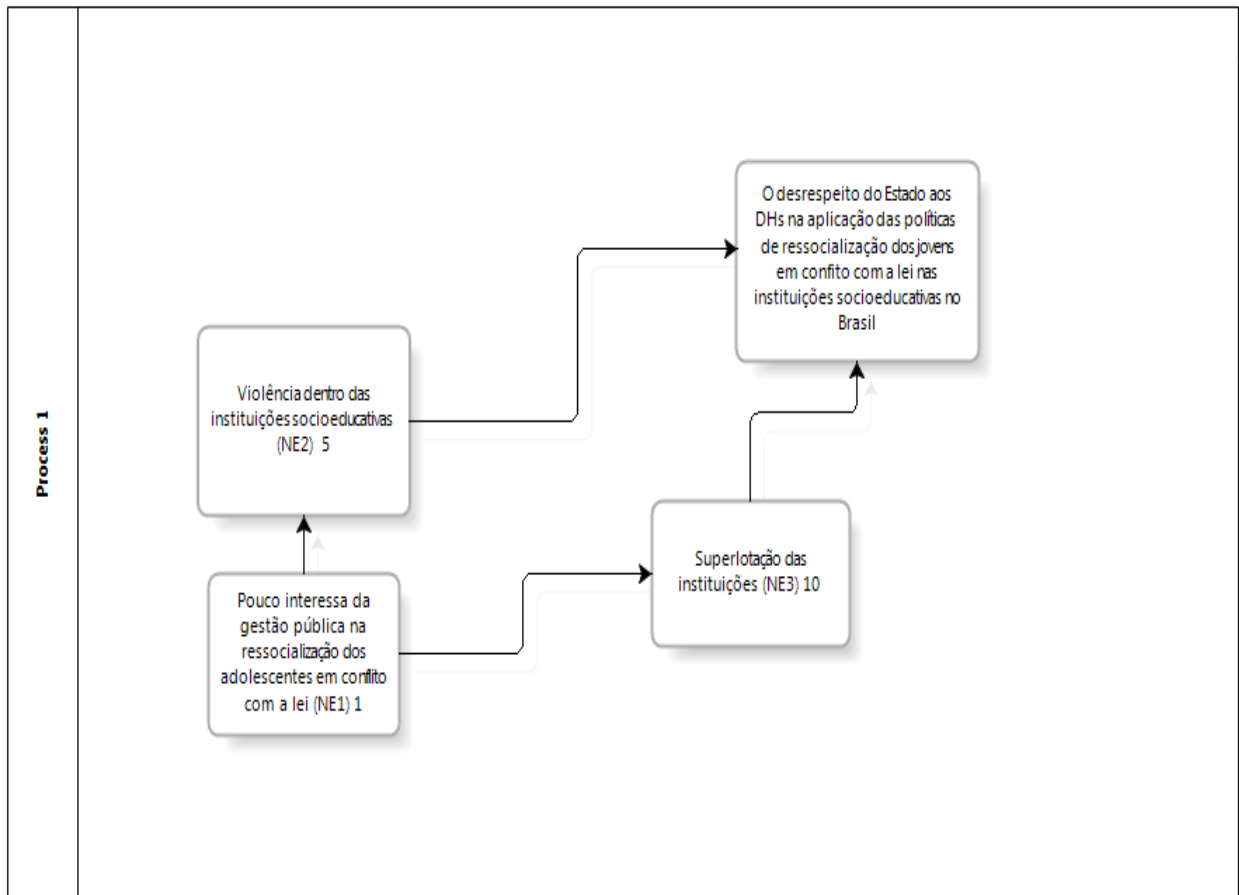 Process 1
O desrespeito do Estado aos
DHs na aplicação das políticas
de ressocialização dos jovens
em confito com a lei nas
instituições socioeducativas no
Brasil
Violência dentro das
instituições socioeducativas
(NE2) 5
Superlotação das
instituições (NE3) 10
Pouco interessa da
gestão pública na
ressocialização dos
adolescentes em conflito
com a lei (NE1) 1